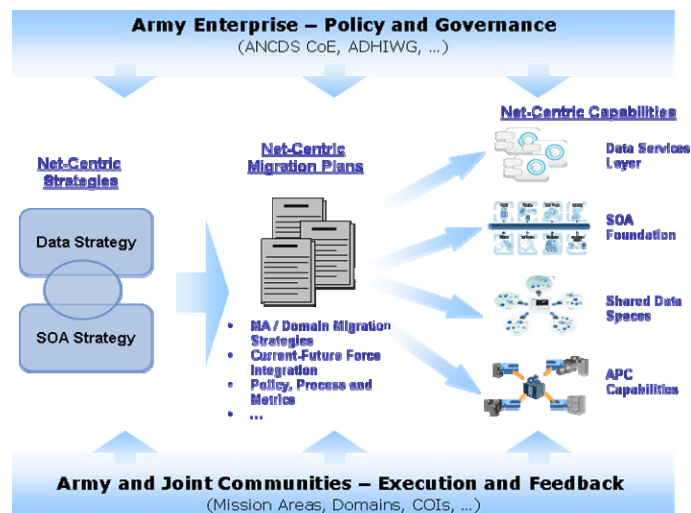 Army Enterprise – Policy and Governance
(ANCDS CoE, ADHIWG, ...)
Net-Centric
Strategies
Data Strategy
SOA Strategy
Net-Centric
Migration Plans
• MA / Domain Migration
Strategies
• Current-Future Force
Integration
• Policy, Process and
Metrics
• ...
Net-Centric Capabilities
Data Services
Layer
SOA
Foundation
Shared Data
Spaces
APC
Capabilities
Army and Joint Communities – Execution and Feedback
(Mission Areas, Domains, COIs, ...)